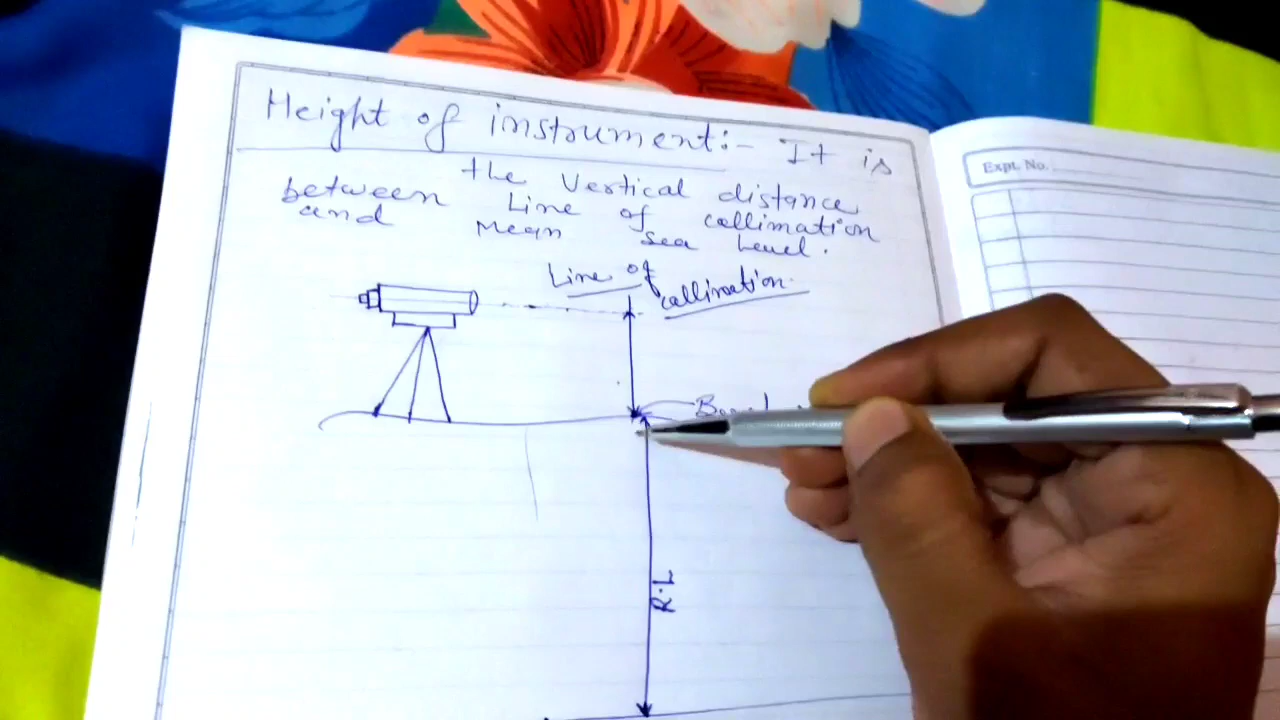 Height of instrument:- It is
the Vertical distance
between Line of collimation
and Mean sea Level.
Line of
collimation.
R.L
Expt. No.